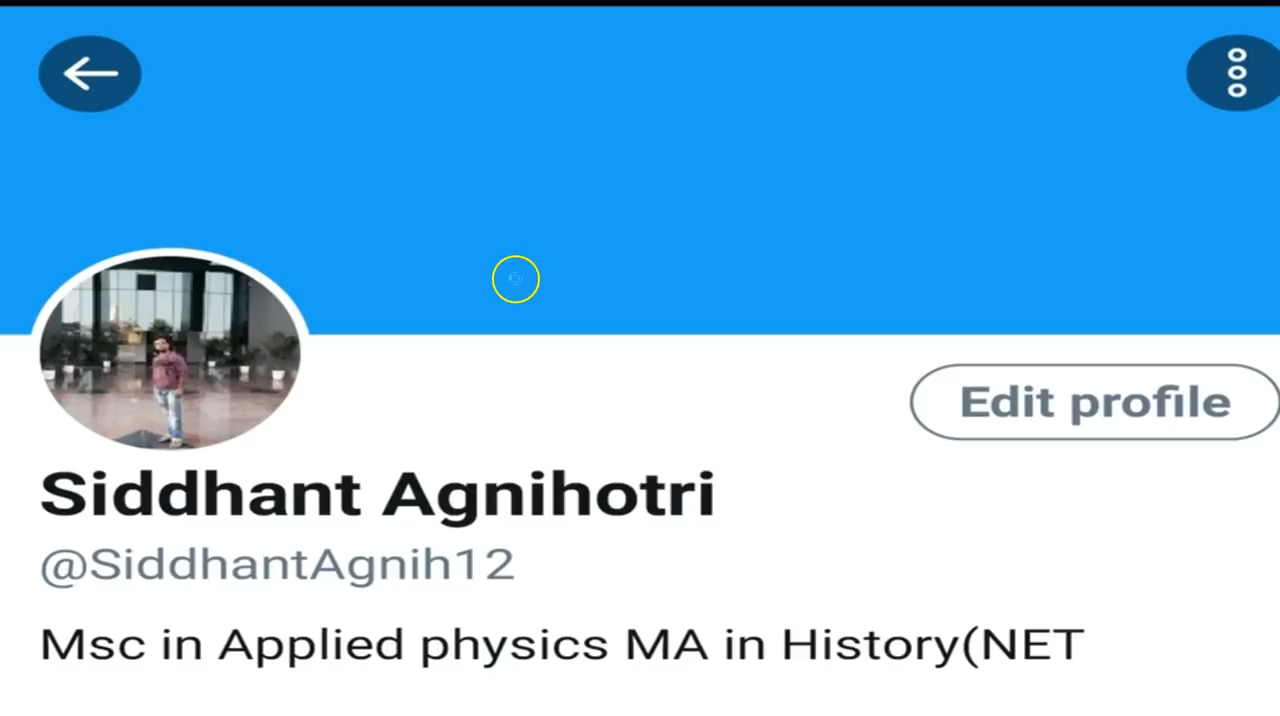 Edit profile
Siddhant Agnihotri
@SiddhantAgnih12
Msc in Applied physics MA in History(NET